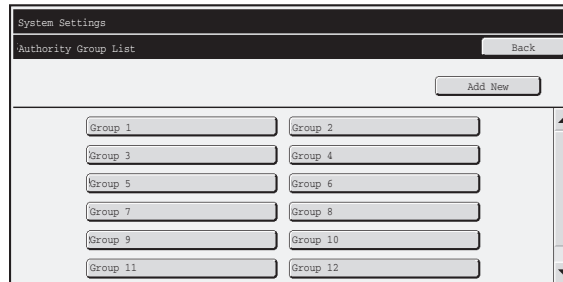 System Settings
Authority Group List
Back
Add New
Group 1
Group 2
Group 3
Group 4
Group 5
Group 6
Group 7
Group 8
Group 9
Group 10
Group 11
Group 12